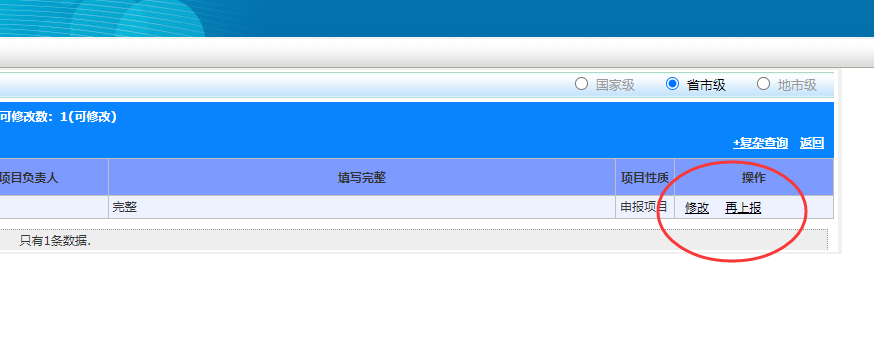 国家级 省市级 地市级
可修改数：1(可修改)
+复杂查询 返回
项目负责人 填写完整 项目性质 操作
完整 申报项目 修改 再上报
只有1条数据.